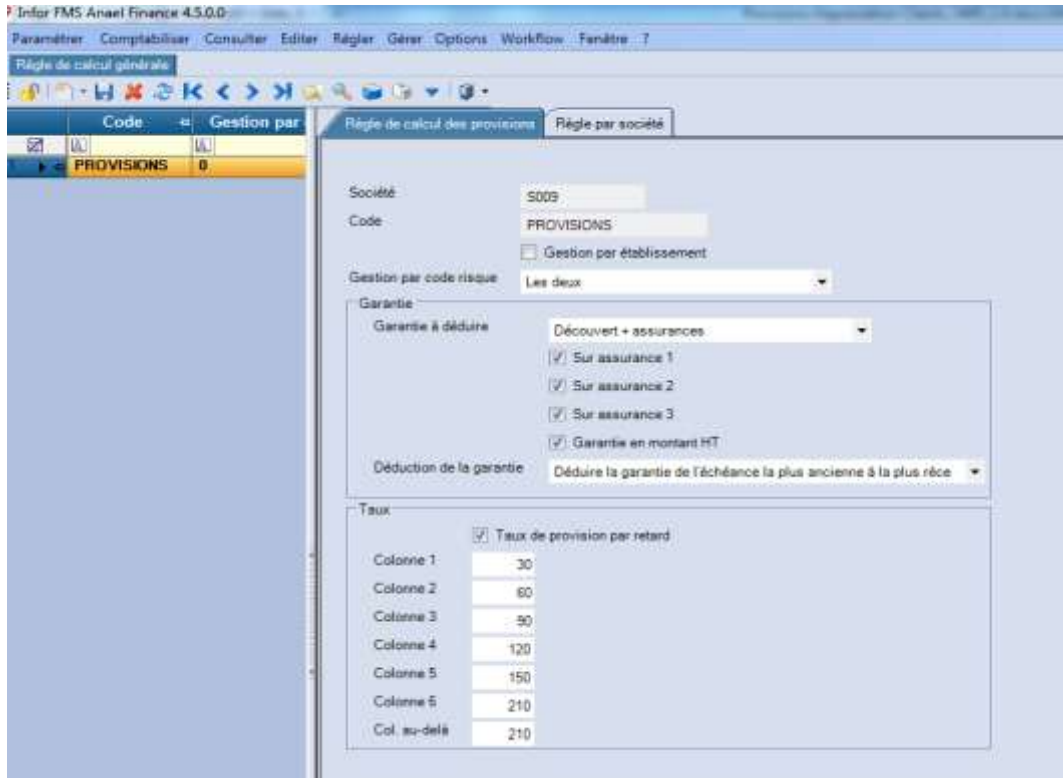 Infor FMS Anael Finance 4.5.0.0
Paramétrer Comptabiliser Consulter Editer Régler Gérer Options Workflow Fenêtre ?
Règle de calcul générale
Code Gestion par
PROVISIONS 0
Règle de calcul des provisions Règle par société
Société S009
Code PROVISIONS
Gestion par établissement
Gestion par code risque Les deux
Garantie
Garantie à déduire Découvert + assurances
Sur assurance 1
Sur assurance 2
Sur assurance 3
Garantie en montant HT
Déduction de la garantie Déduire la garantie de l'échéance la plus ancienne à la plus réce
Taux
Taux de provision par retard
Colonne 1 30
Colonne 2 60
Colonne 3 90
Colonne 4 120
Colonne 5 150
Colonne 6 210
Col. au-delà 210